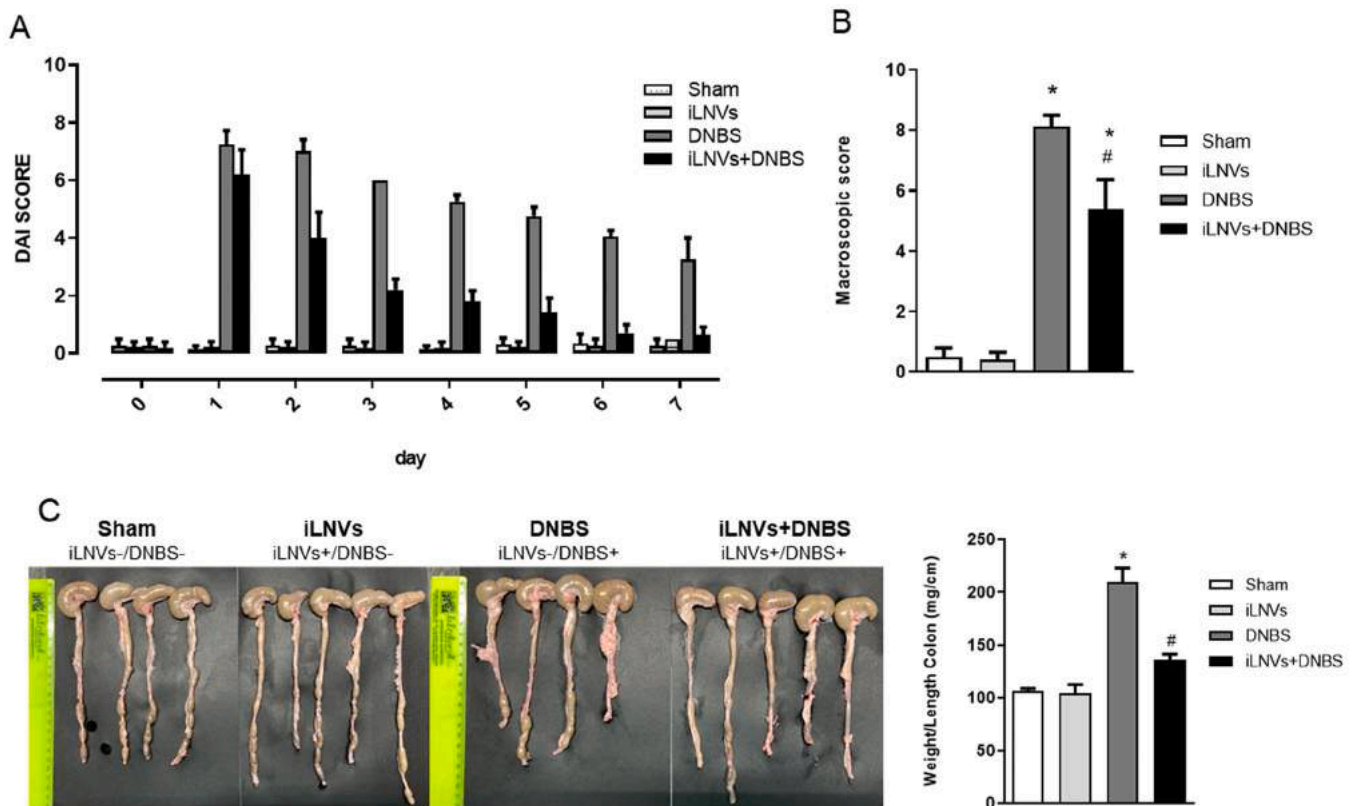 A
10
8
6
4
2
0
DAI SCORE
Sham
iLNVs
DNBS
iLNVs+DNBS
0 1 2 3 4 5 6 7
day
B
10
8
6
4
2
0
Macroscopic score
*
*
#
Sham
iLNVs
DNBS
iLNVs+DNBS
C
Sham iLNVs DNBS iLNVs+DNBS
iLNVs-/DNBS- iLNVs+/DNBS- iLNVs-/DNBS+ iLNVs+/DNBS+
250
200
150
100
50
0
Weight/Length Colon (mg/cm)
*
#
Sham
iLNVs
DNBS
iLNVs+DNBS